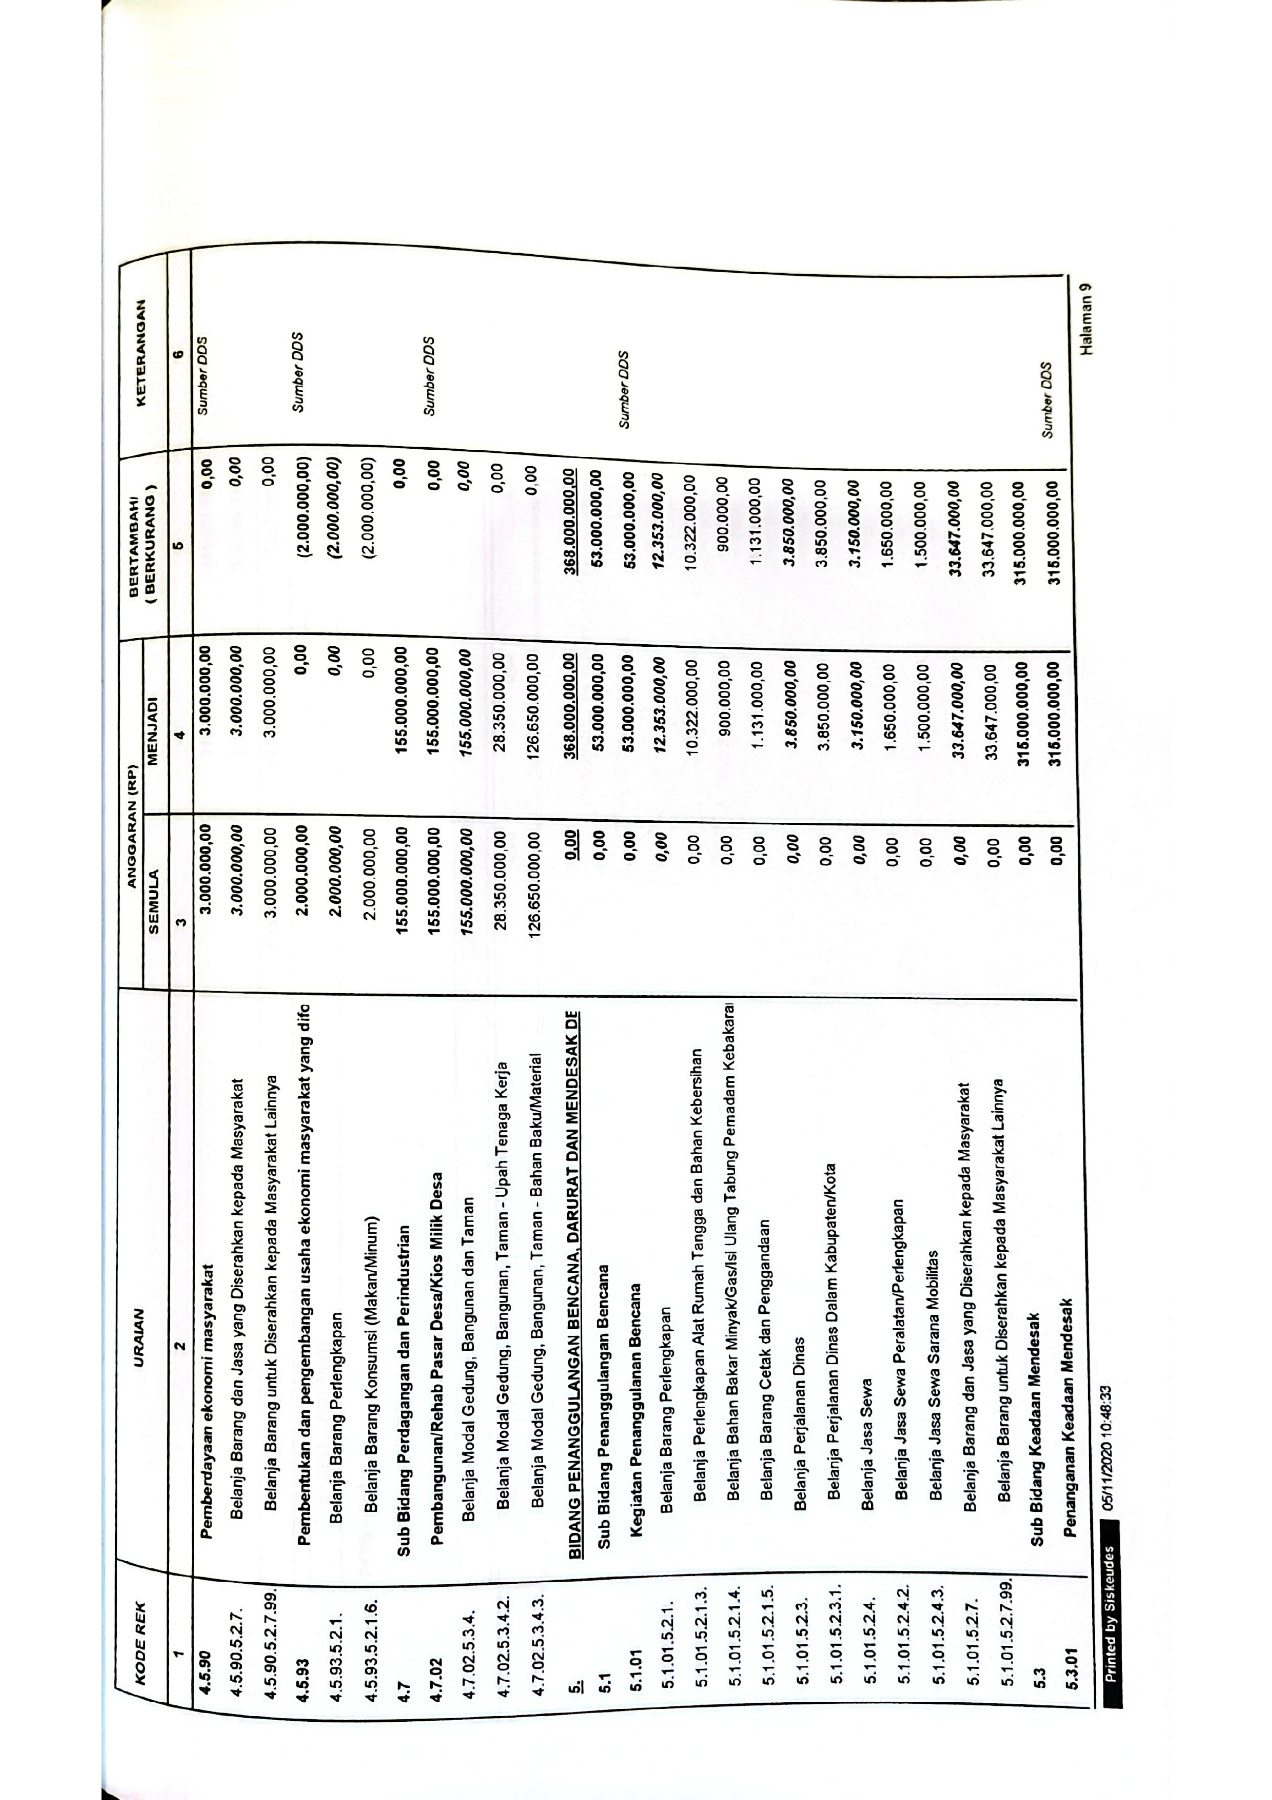 KODE REK URAIAN ANGGARAN (RP) BERTAMBAH/ ( BERKURANG ) KETERANGAN
SEMULA MENJADI
1 2 3 4 5 6
4.5.90 Pemberdayaan ekonomi masyarakat 3.000.000,00 3.000.000,00 0,00 Sumber DDS
4.5.90.5.2.7. Belanja Barang dan Jasa yang Diserahkan kepada Masyarakat 3.000.000,00 3.000.000,00 0,00
4.5.90.5.2.7.99. Belanja Barang untuk Diserahkan kepada Masyarakat Lainnya 3.000.000,00 3.000.000,00 0,00
4.5.93 Pembentukan dan pengembangan usaha ekonomi masyarakat yang difo 2.000.000,00 0,00 (2.000.000,00) Sumber DDS
4.5.93.5.2.1. Belanja Barang Perlengkapan 2.000.000,00 0,00 (2.000.000,00)
4.5.93.5.2.1.6. Belanja Barang Konsumsi (Makan/Minum) 2.000.000,00 0,00 (2.000.000,00)
4.7 Sub Bidang Perdagangan dan Perindustrian 155.000.000,00 155.000.000,00 0,00
4.7.02 Pembangunan/Rehab Pasar Desa/Kios Milik Desa 155.000.000,00 155.000.000,00 0,00 Sumber DDS
4.7.02.5.3.4. Belanja Modal Gedung, Bangunan dan Taman 155.000.000,00 155.000.000,00 0,00
4.7.02.5.3.4.2. Belanja Modal Gedung, Bangunan, Taman - Upah Tenaga Kerja 28.350.000,00 28.350.000,00 0,00
4.7.02.5.3.4.3. Belanja Modal Gedung, Bangunan, Taman - Bahan Baku/Material 126.650.000,00 126.650.000,00 0,00
5. BIDANG PENANGGULANGAN BENCANA, DARURAT DAN MENDESAK DE 0,00 368.000.000,00 368.000.000,00
5.1 Sub Bidang Penanggulangan Bencana 0,00 53.000.000,00 53.000.000,00
5.1.01 Kegiatan Penanggulanan Bencana 0,00 53.000.000,00 53.000.000,00 Sumber DDS
5.1.01.5.2.1. Belanja Barang Perlengkapan 0,00 12.353.000,00 12.353.000,00
5.1.01.5.2.1.3. Belanja Perlengkapan Alat Rumah Tangga dan Bahan Kebersihan 0,00 10.322.000,00 10.322.000,00
5.1.01.5.2.1.4. Belanja Bahan Bakar Minyak/Gas/Isi Ulang Tabung Pemadam Kebakaral 0,00 900.000,00 900.000,00
5.1.01.5.2.1.5. Belanja Barang Cetak dan Penggandaan 0,00 1.131.000,00 1.131.000,00
5.1.01.5.2.3. Belanja Perjalanan Dinas 0,00 3.850.000,00 3.850.000,00
5.1.01.5.2.3.1. Belanja Perjalanan Dinas Dalam Kabupaten/Kota 0,00 3.850.000,00 3.850.000,00
5.1.01.5.2.4. Belanja Jasa Sewa 0,00 3.150.000,00 3.150.000,00
5.1.01.5.2.4.2. Belanja Jasa Sewa Peralatan/Perlengkapan 0,00 1.650.000,00 1.650.000,00
5.1.01.5.2.4.3. Belanja Jasa Sewa Sarana Mobilitas 0,00 1.500.000,00 1.500.000,00
5.1.01.5.2.7. Belanja Barang dan Jasa yang Diserahkan kepada Masyarakat 0,00 33.647.000,00 33.647.000,00
5.1.01.5.2.7.99. Belanja Barang untuk Diserahkan kepada Masyarakat Lainnya 0,00 33.647.000,00 33.647.000,00
5.3 Sub Bidang Keadaan Mendesak 0,00 315.000.000,00 315.000.000,00
5.3.01 Penanganan Keadaan Mendesak 0,00 315.000.000,00 315.000.000,00 Sumber DDS
Printed by Siskeudes 05/11/2020 10:48:33 Halaman 9